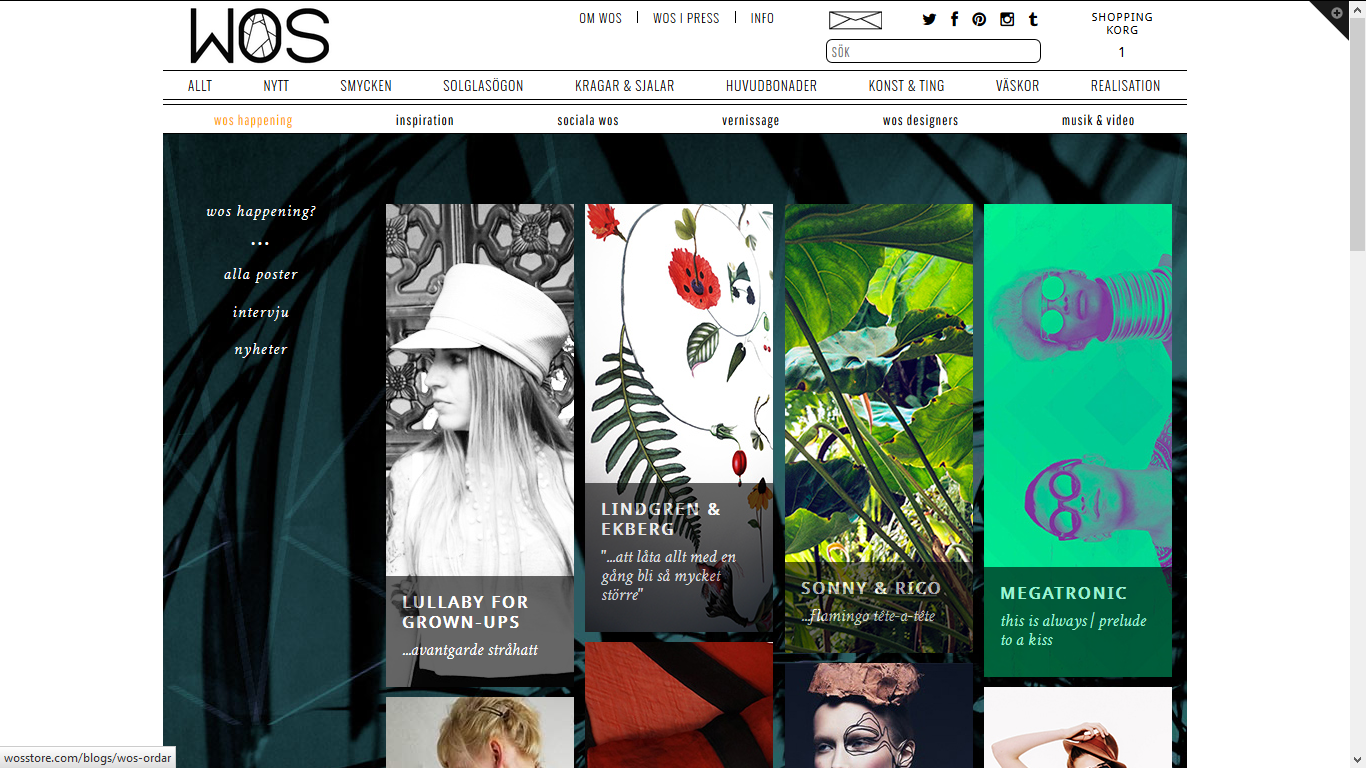 WOS
OM WOS | WOS I PRESS | INFO
SÖK
SHOPPING
KORG
1
ALLT NYTT SMYCKEN SOLGLASÖGON KRAGAR & SJALAR HUVUDBONADER KONST & TING VÄSKOR REALISATION
wos happening inspiration sociala wos vernissage wos designers musik & video
wos happening?
...
alla poster
intervju
nyheter
LULLABY FOR
GROWN-UPS
...avantgarde stråhatt
LINDGREN &
EKBERG
"...att låta allt med en
gång bli så mycket
större"
SONNY & RICO
...flamingo tête-a-tête
MEGATRONIC
this is always | prelude
to a kiss
wosstore.com/blogs/wos-ordar